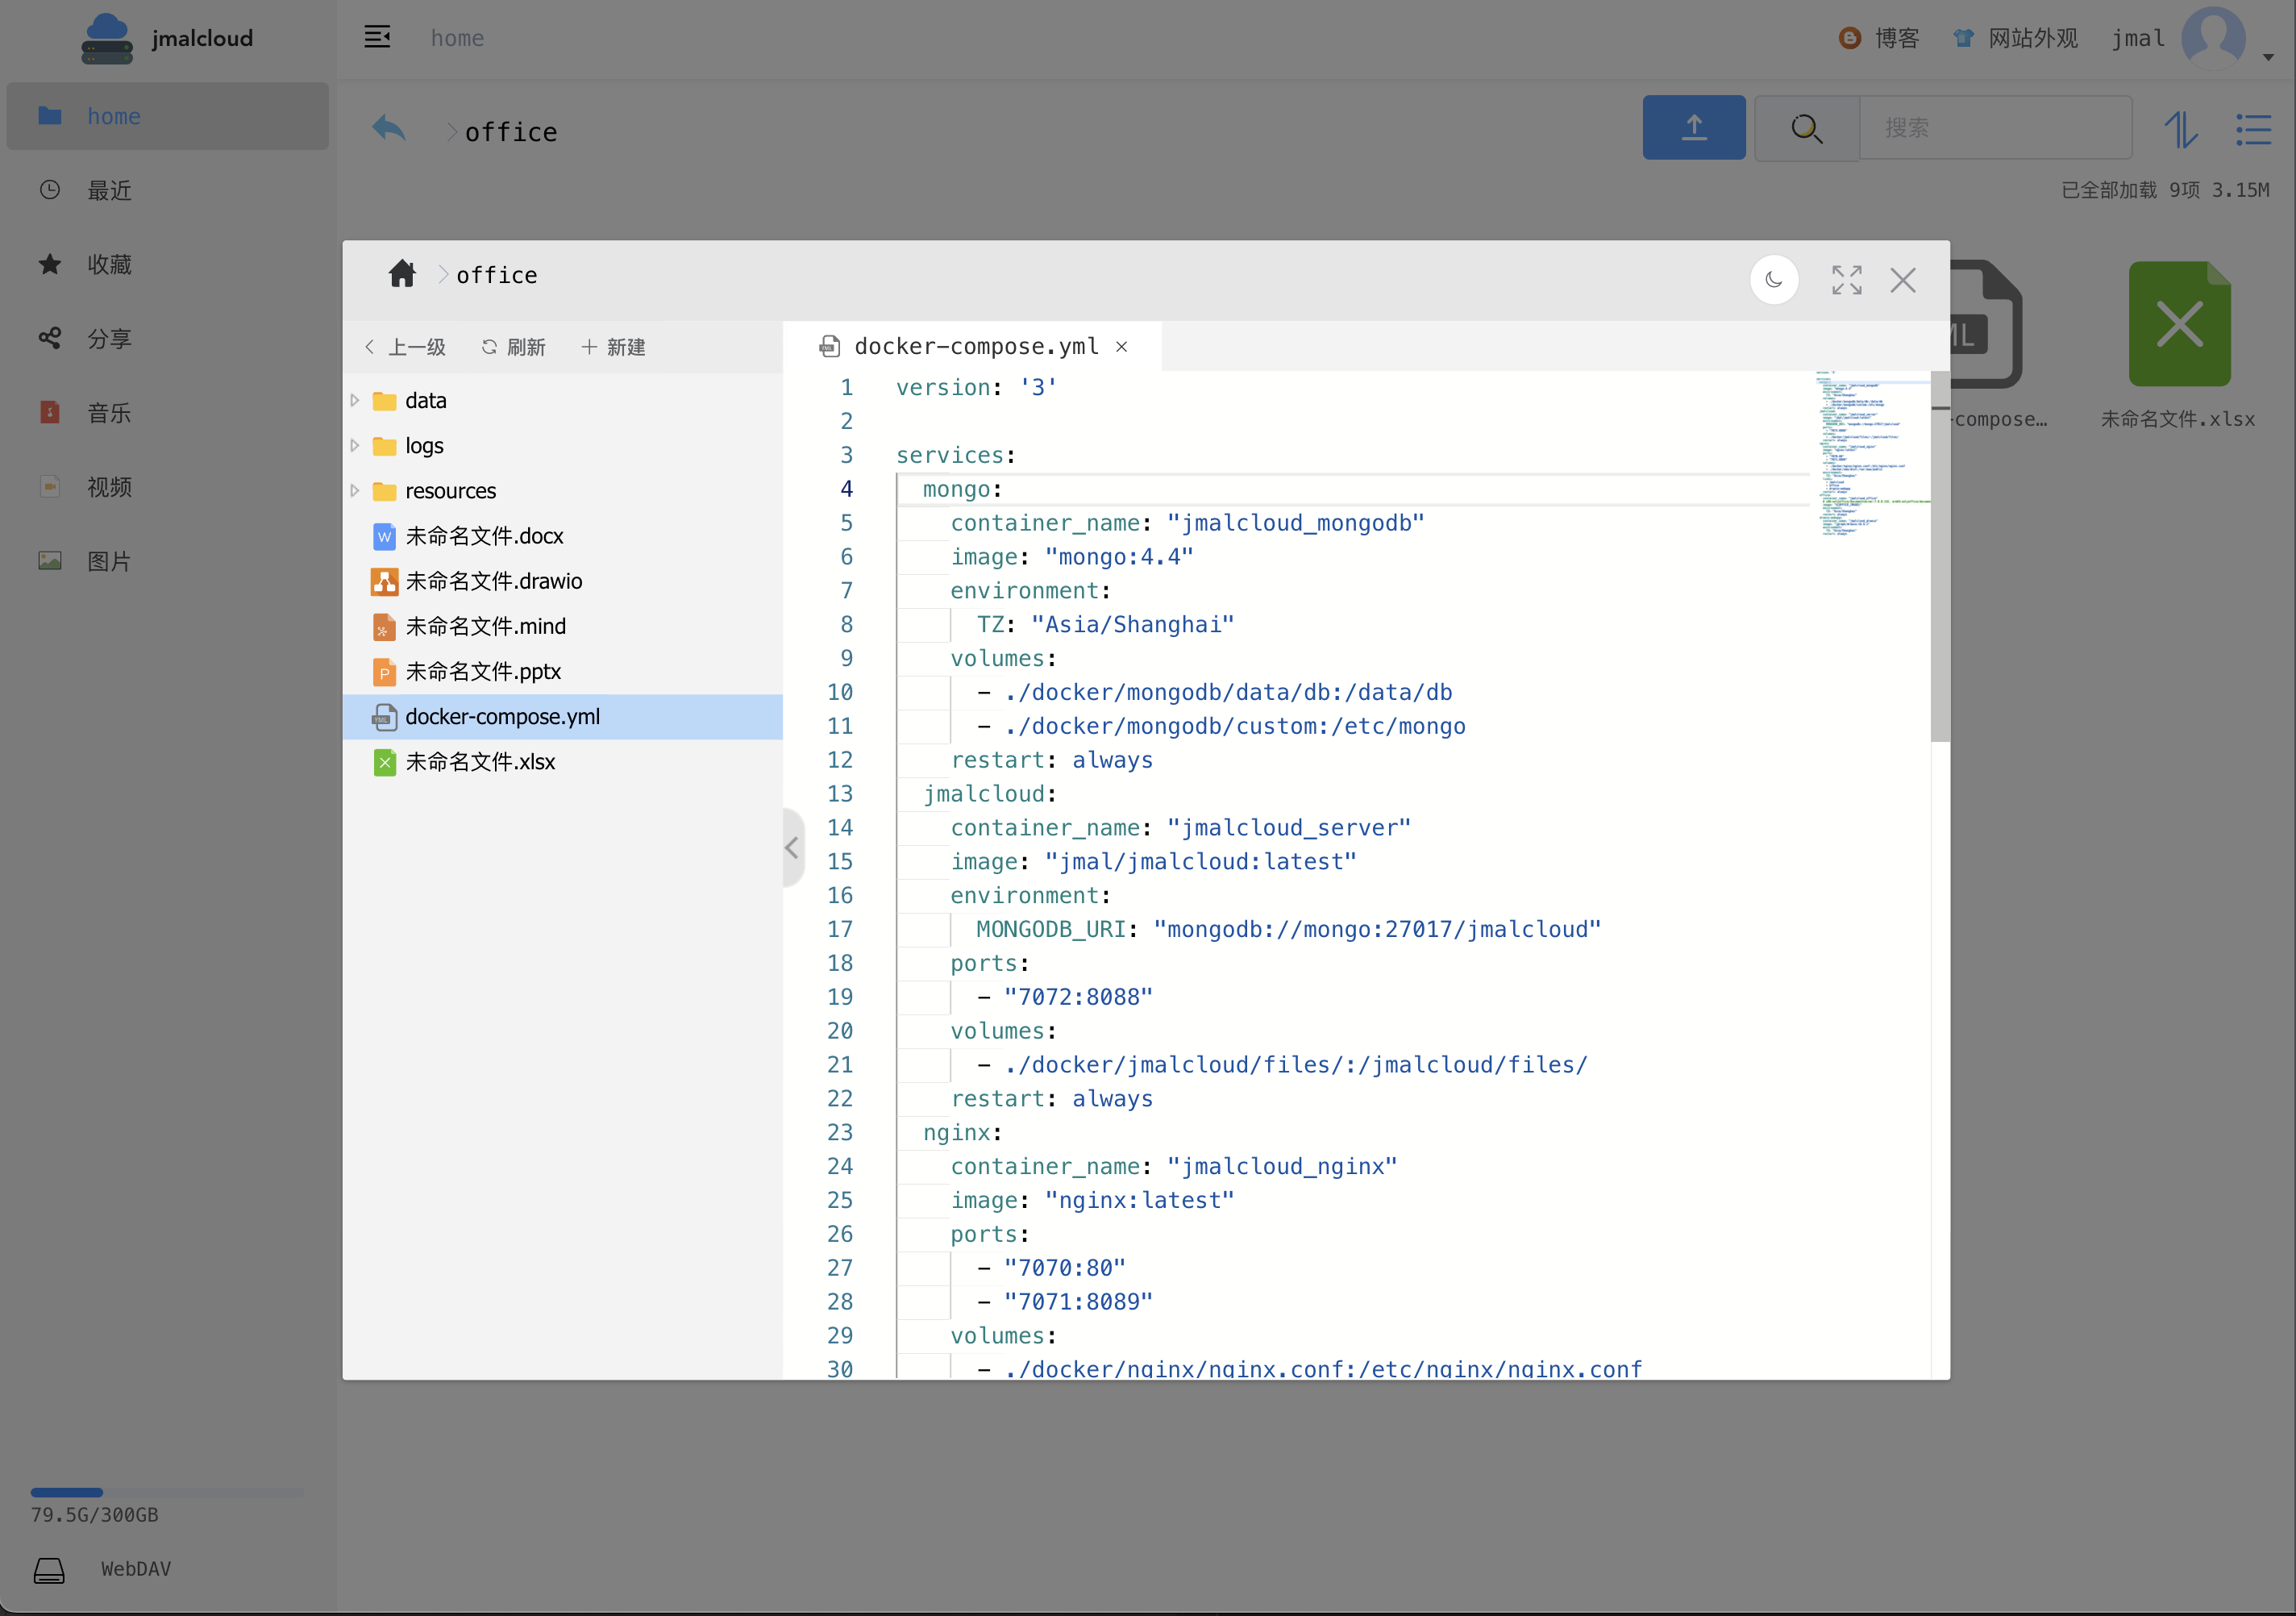 jmalcloud
home
博客
网站外观
jmal
home
最近
收藏
分享
音乐
视频
图片
79.5G/300GB
WebDAV
office
搜索
已全部加载 9项 3.15M
office
上一级
刷新
新建
data
logs
resources
未命名文件.docx
未命名文件.drawio
未命名文件.mind
未命名文件.pptx
docker-compose.yml
未命名文件.xlsx
docker-compose.yml
1 version: '3'
2
3 services:
4 mongo:
5 container_name: "jmalcloud_mongodb"
6 image: "mongo:4.4"
7 environment:
8 TZ: "Asia/Shanghai"
9 volumes:
10 - ./docker/mongodb/data/db:/data/db
11 - ./docker/mongodb/custom:/etc/mongo
12 restart: always
13 jmalcloud:
14 container_name: "jmalcloud_server"
15 image: "jmal/jmalcloud:latest"
16 environment:
17 MONGODB_URI: "mongodb://mongo:27017/jmalcloud"
18 ports:
19 - "7072:8088"
20 volumes:
21 - ./docker/jmalcloud/files/:/jmalcloud/files/
22 restart: always
23 nginx:
24 container_name: "jmalcloud_nginx"
25 image: "nginx:latest"
26 ports:
27 - "7070:80"
28 - "7071:8089"
29 volumes:
30 - ./docker/nginx/nginx.conf:/etc/nginx/nginx.conf
ML
-compose…
未命名文件.xlsx